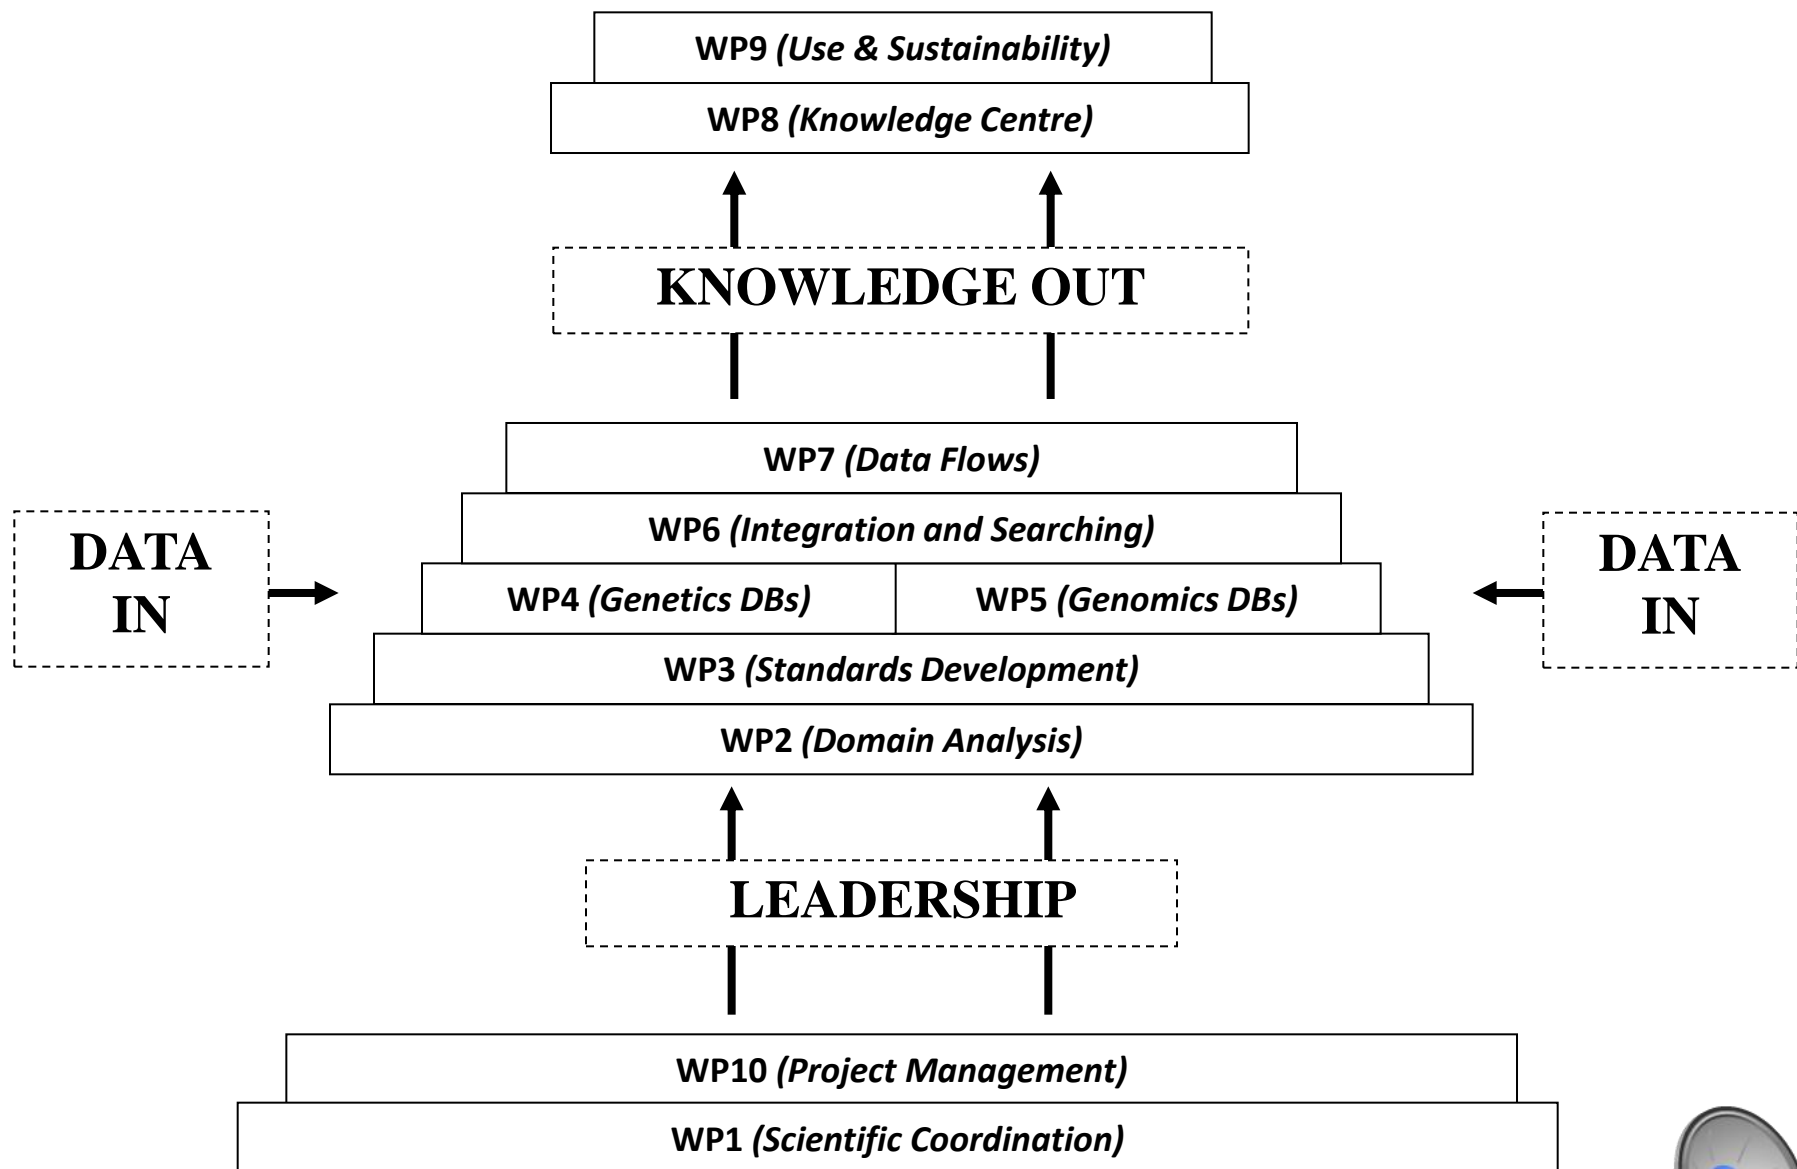 WP9 (Use & Sustainability)
WP8 (Knowledge Centre)
KNOWLEDGE OUT
WP7 (Data Flows)
WP6 (Integration and Searching)
DATA
IN
WP4 (Genetics DBs)
WP5 (Genomics DBs)
DATA
IN
WP3 (Standards Development)
WP2 (Domain Analysis)
LEADERSHIP
WP10 (Project Management)
WP1 (Scientific Coordination)